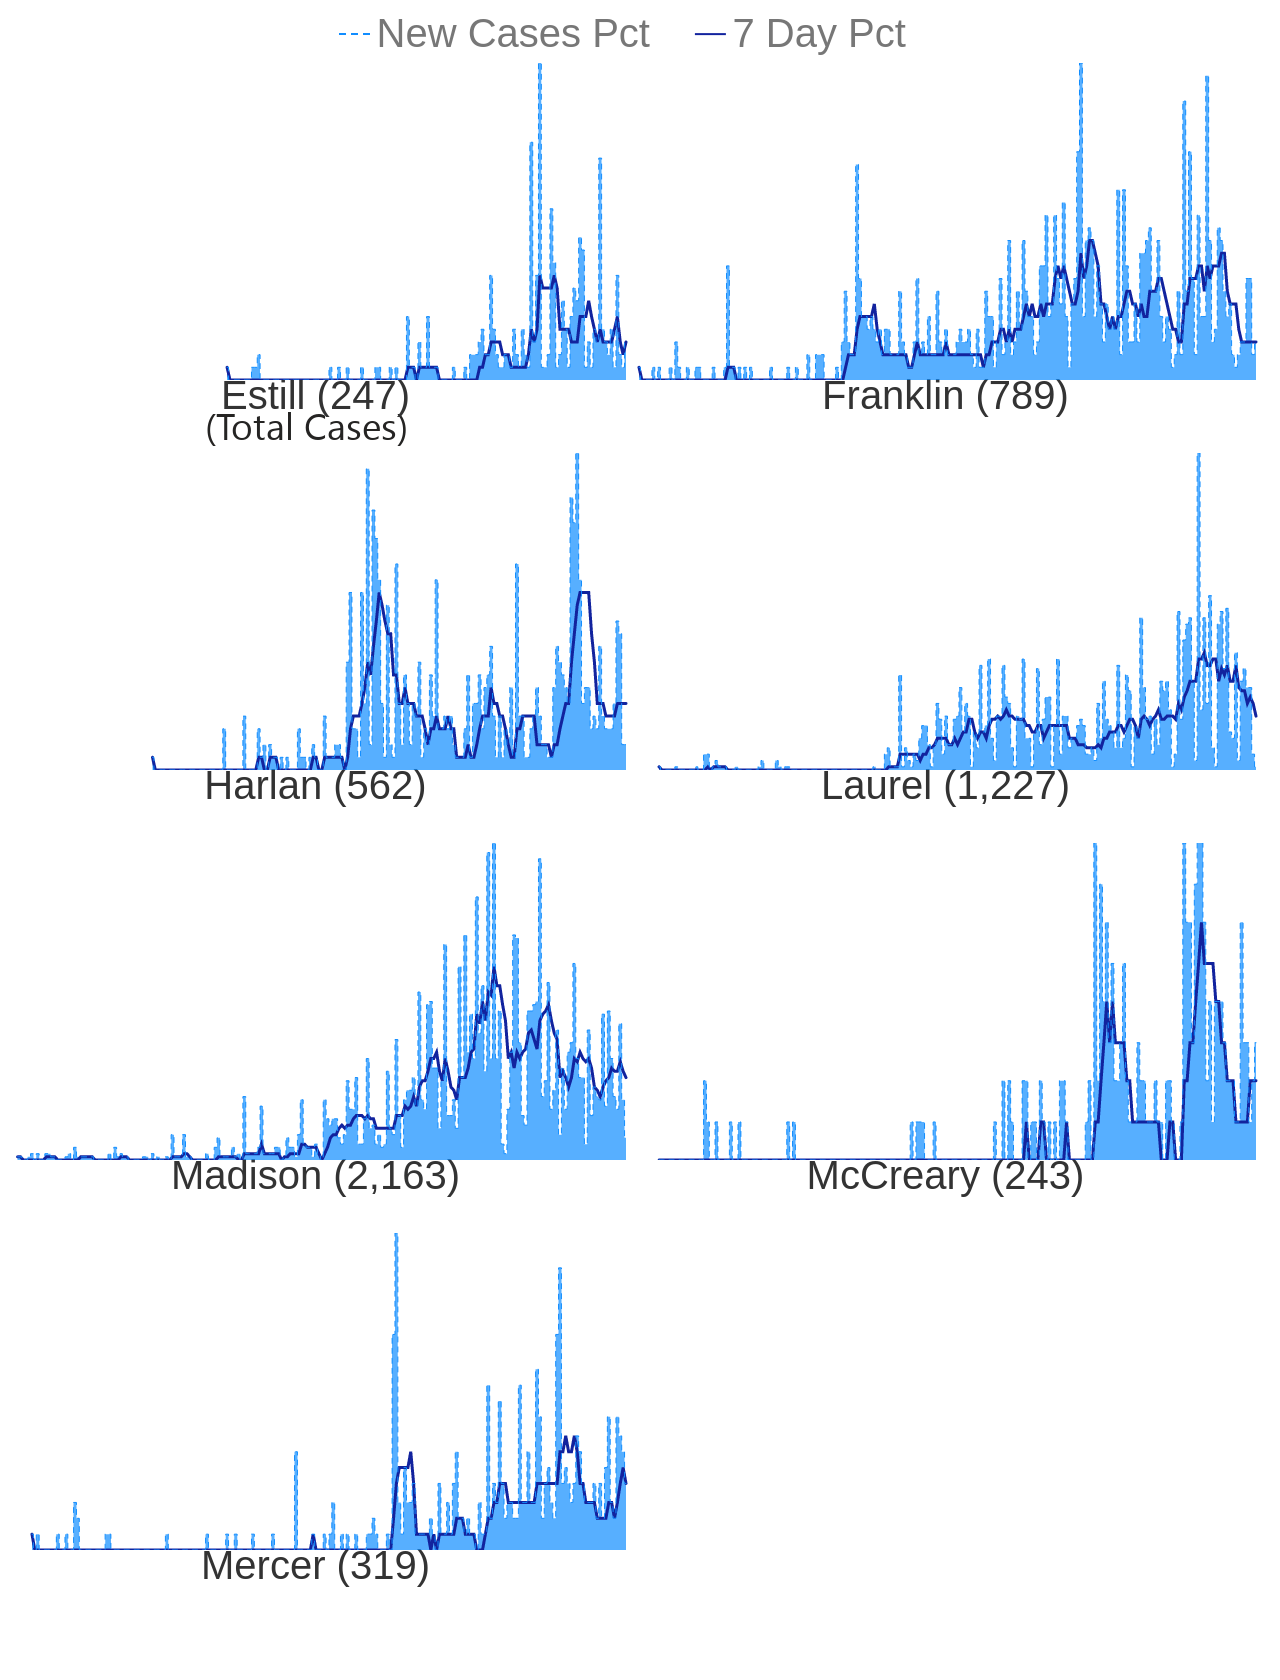 New Cases Pct 7 Day Pct
Estill (247) Franklin (789)
(Total Cases)
Harlan (562) Laurel (1,227)
Madison (2,163) McCreary (243)
Mercer (319)